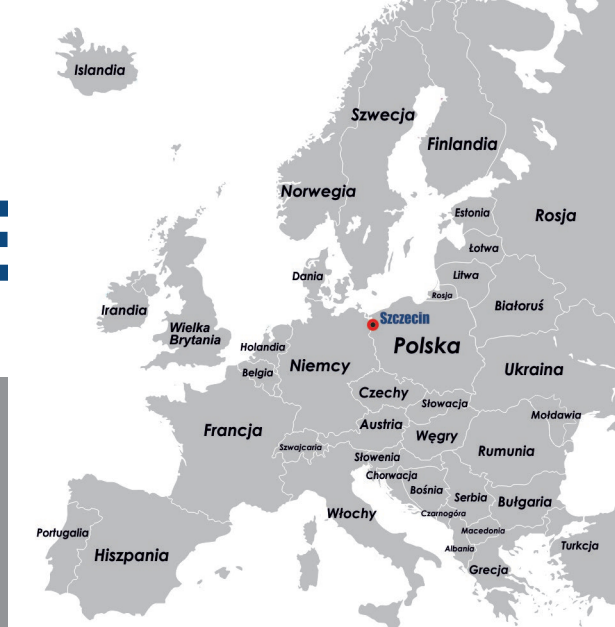 Islandia
Szwecja
Finlandia
Norwegia
Estonia
Rosja
Łotwa
Dania
Litwa
Rosja
Irandia
Białoruś
Szczecin
Wielka
Brytania
Holandia
Polska
Niemcy
Belgia
Ukraina
Czechy
Słowacja
Mołdawia
Austria
Francja
Węgry
Szwajcaria
Rumunia
Słowenia
Chorwacja
Bośnia
Serbia
Bułgaria
Włochy
Czarnogóra
Macedonia
Portugalia
Albania
Turkcja
Hiszpania
Grecja